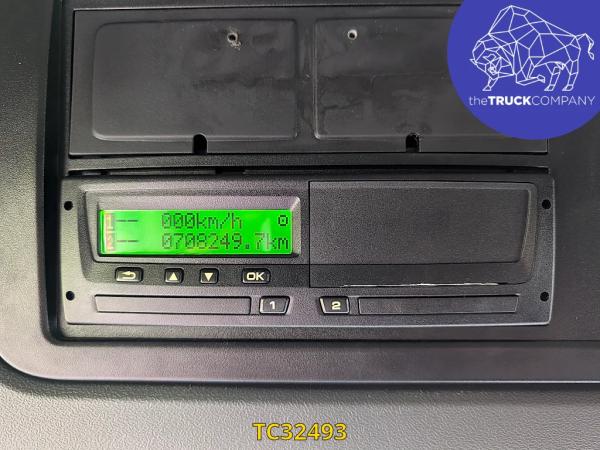 theTRUCKCOMPANY
-- 000km/h
-- 0708249.7km
OK
1
2
TC32493